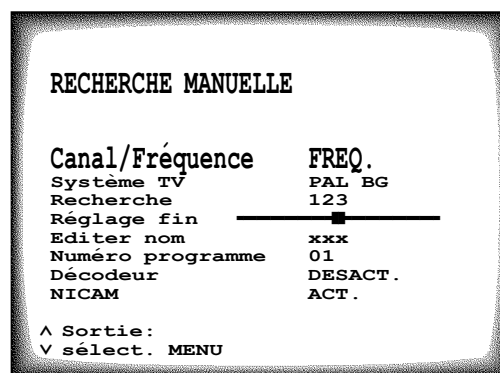 RECHERCHE MANUELLE
Canal/Fréquence FREQ.
Système TV PAL BG
Recherche 123
Réglage fin
Editer nom xxx
Numéro programme 01
Décodeur DESACT.
NICAM ACT.
^ Sortie:
v sélect. MENU